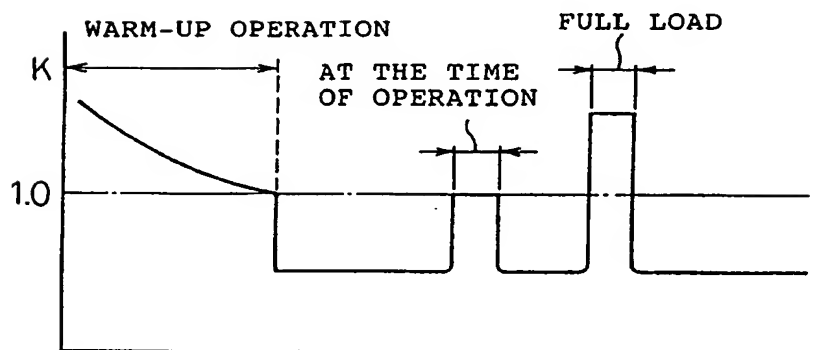 WARM-UP OPERATION
FULL LOAD
K
AT THE TIME
OF OPERATION
1.0